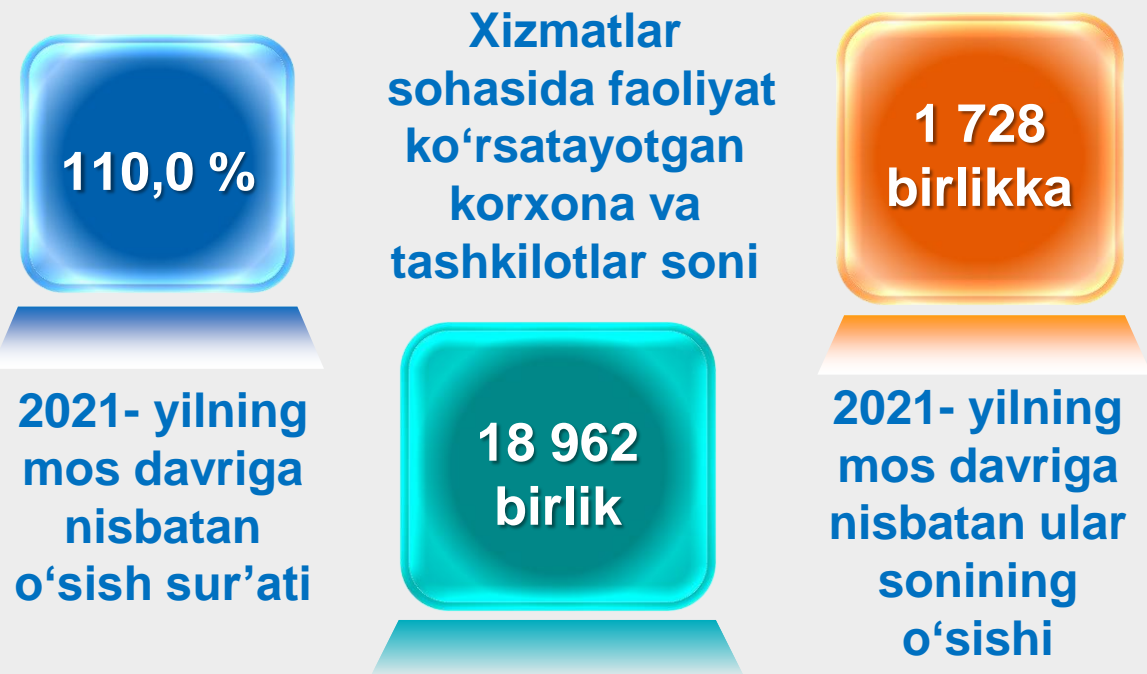 110,0 %
2021- yilning
mos davriga
nisbatan
o‘sish sur’ati
Xizmatlar
sohasida faoliyat
ko‘rsatayotgan
korxona va
tashkilotlar soni
18 962
birlik
1 728
birlikka
2021- yilning
mos davriga
nisbatan ular
sonining
o‘sishi